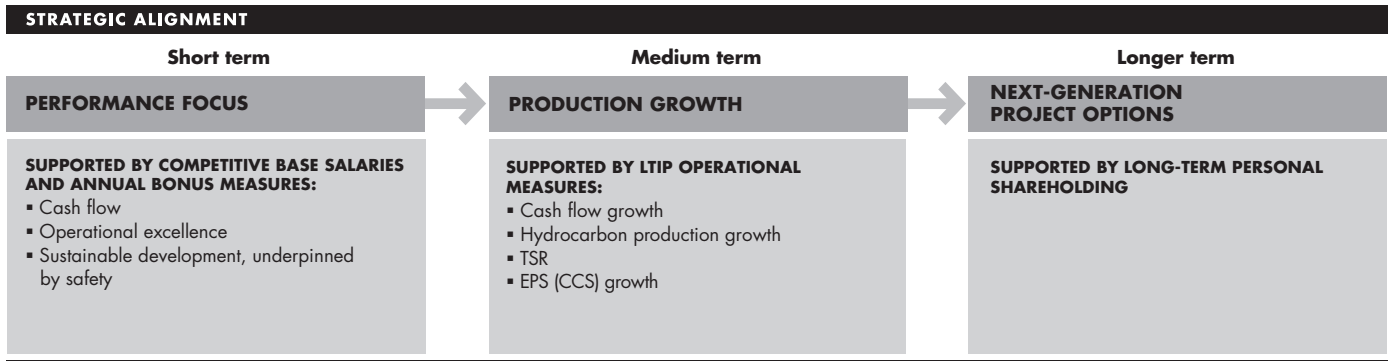 STRATEGIC ALIGNMENT
Short term
Medium term
Longer term
PERFORMANCE FOCUS
PRODUCTION GROWTH
NEXT-GENERATION
PROJECT OPTIONS
SUPPORTED BY COMPETITIVE BASE SALARIES
AND ANNUAL BONUS MEASURES:
▪ Cash flow
▪ Operational excellence
▪ Sustainable development, underpinned
by safety
SUPPORTED BY LTIP OPERATIONAL
MEASURES:
▪ Cash flow growth
▪ Hydrocarbon production growth
▪ TSR
▪ EPS (CCS) growth
SUPPORTED BY LONG-TERM PERSONAL
SHAREHOLDING